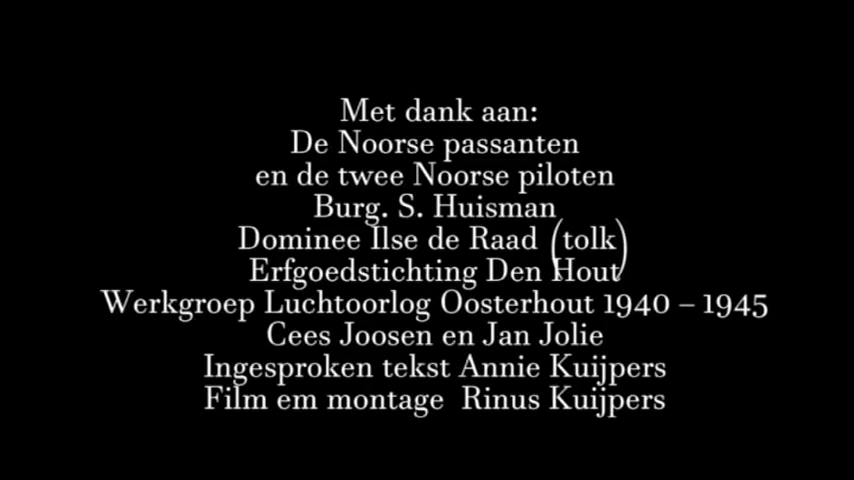 Met dank aan:
De Noorse passanten
en de twee Noorse piloten
Burg. S. Huisman
Dominee Ilse de Raad (tolk)
Erfgoedstichting Den Hout
Werkgroep Luchtoorlog Oosterhout 1940 – 1945
Cees Joosen en Jan Jolie
Ingesproken tekst Annie Kuijpers
Film em montage Rinus Kuijpers